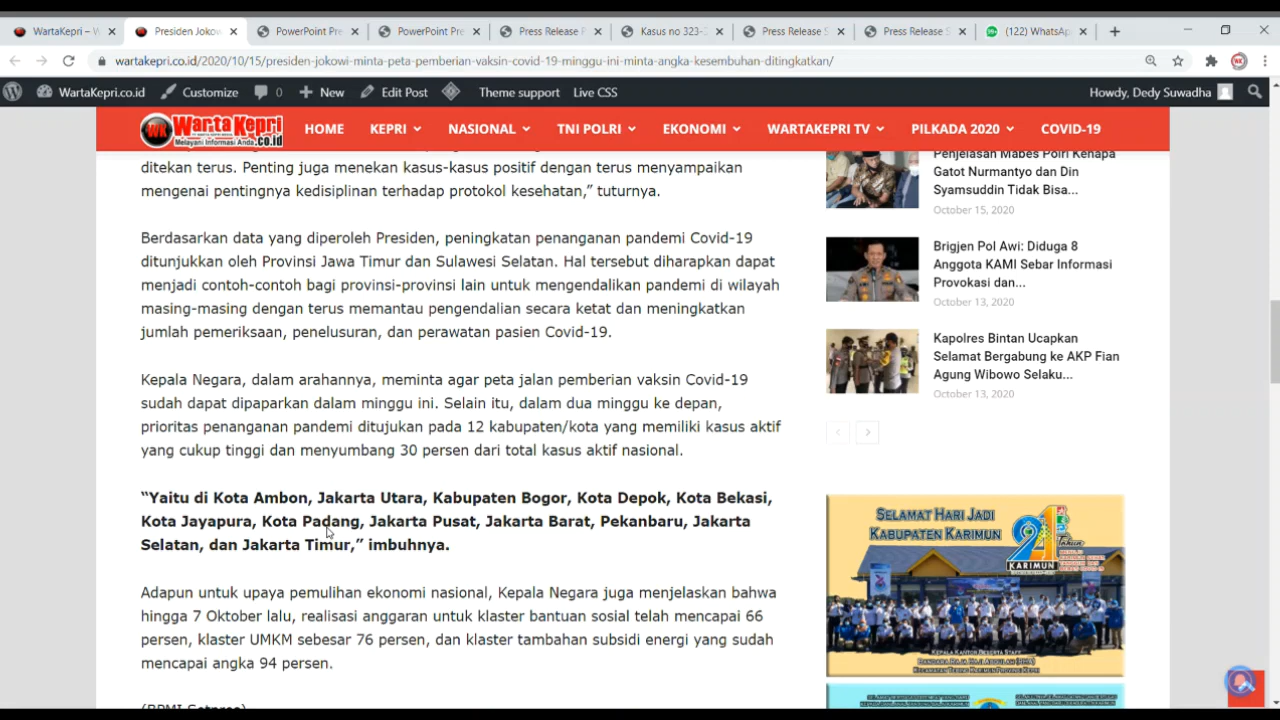 WartaKepri – W
Presiden Jokow
PowerPoint Pre
PowerPoint Pre
Press Release P
Kasus no 323-
Press Release S
Press Release S
(122) WhatsAp
wartakepri.co.id/2020/10/15/presiden-jokowi-minta-peta-pemberian-vaksin-covid-19-minggu-ini-minta-angka-kesembuhan-ditingkatkan/
WartaKepri.co.id
Customize
0
New
Edit Post
Theme support
Live CSS
Howdy, Dedy Suwadha
WartaKepri
.co.id
Melayani Informasi Anda
HOME
KEPRI
NASIONAL
TNI POLRI
EKONOMI
WARTAKEPRI TV
PILKADA 2020
COVID-19
ditekan terus. Penting juga menekan kasus-kasus positif dengan terus menyampaikan
mengenai pentingnya kedisiplinan terhadap protokol kesehatan,” tuturnya.
Berdasarkan data yang diperoleh Presiden, peningkatan penanganan pandemi Covid-19
ditunjukkan oleh Provinsi Jawa Timur dan Sulawesi Selatan. Hal tersebut diharapkan dapat
menjadi contoh-contoh bagi provinsi-provinsi lain untuk mengendalikan pandemi di wilayah
masing-masing dengan terus memantau pengendalian secara ketat dan meningkatkan
jumlah pemeriksaan, penelusuran, dan perawatan pasien Covid-19.
Kepala Negara, dalam arahannya, meminta agar peta jalan pemberian vaksin Covid-19
sudah dapat dipaparkan dalam minggu ini. Selain itu, dalam dua minggu ke depan,
prioritas penanganan pandemi ditujukan pada 12 kabupaten/kota yang memiliki kasus aktif
yang cukup tinggi dan menyumbang 30 persen dari total kasus aktif nasional.
“Yaitu di Kota Ambon, Jakarta Utara, Kabupaten Bogor, Kota Depok, Kota Bekasi,
Kota Jayapura, Kota Padang, Jakarta Pusat, Jakarta Barat, Pekanbaru, Jakarta
Selatan, dan Jakarta Timur,” imbuhnya.
Adapun untuk upaya pemulihan ekonomi nasional, Kepala Negara juga menjelaskan bahwa
hingga 7 Oktober lalu, realisasi anggaran untuk klaster bantuan sosial telah mencapai 66
persen, klaster UMKM sebesar 76 persen, dan klaster tambahan subsidi energi yang sudah
mencapai angka 94 persen.
(BPMI Setpres)
Penjelasan Mabes Polri Kenapa
Gatot Nurmantyo dan Din
Syamsuddin Tidak Bisa...
October 15, 2020
Brigjen Pol Awi: Diduga 8
Anggota KAMI Sebar Informasi
Provokasi dan...
October 13, 2020
Kapolres Bintan Ucapkan
Selamat Bergabung ke AKP Fian
Agung Wibowo Selaku...
October 13, 2020
SELAMAT HARI JADI
KABUPATEN KARIMUN
21
KARIMUN
KEPALA KANTOR BESERTA STAFF
BANDARA RAJA HAJI ABDULLAH (RHA)